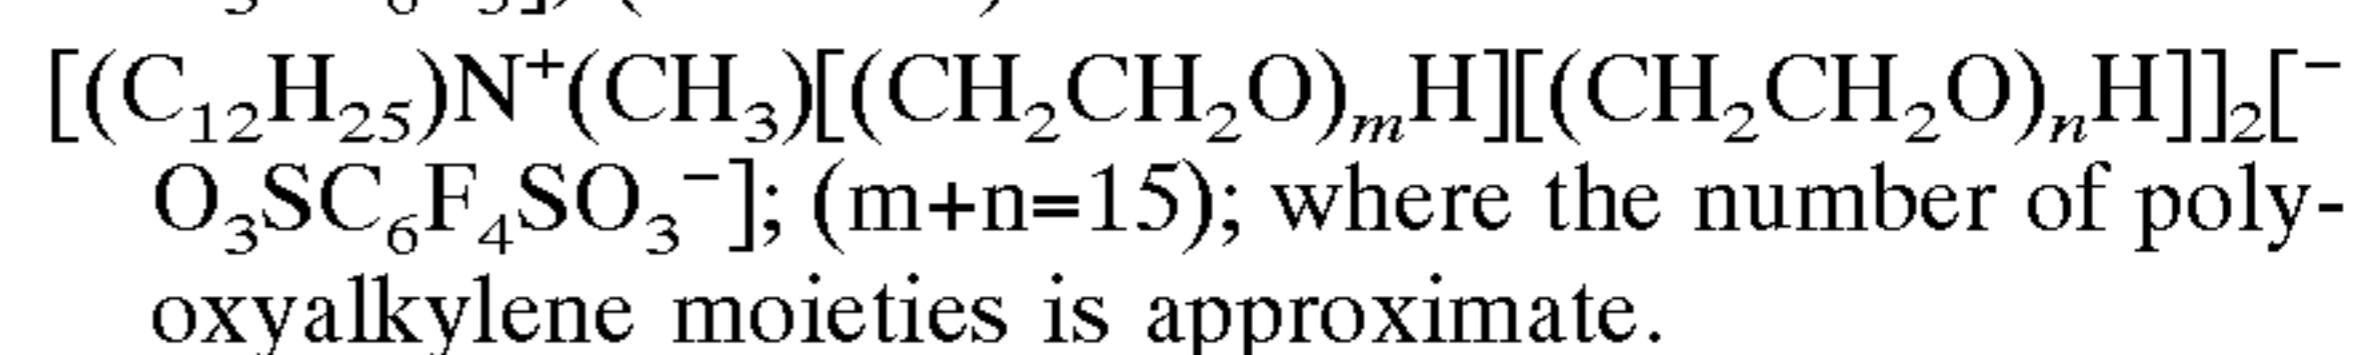 [(C₁₂H₂₅)N⁺(CH₃)[(CH₂CH₂O)ₘH][(CH₂CH₂O)ₙH]]₂[⁻
O₃SC₆F₄SO₃⁻]; (m+n=15); where the number of poly-
oxyalkylene moieties is approximate.